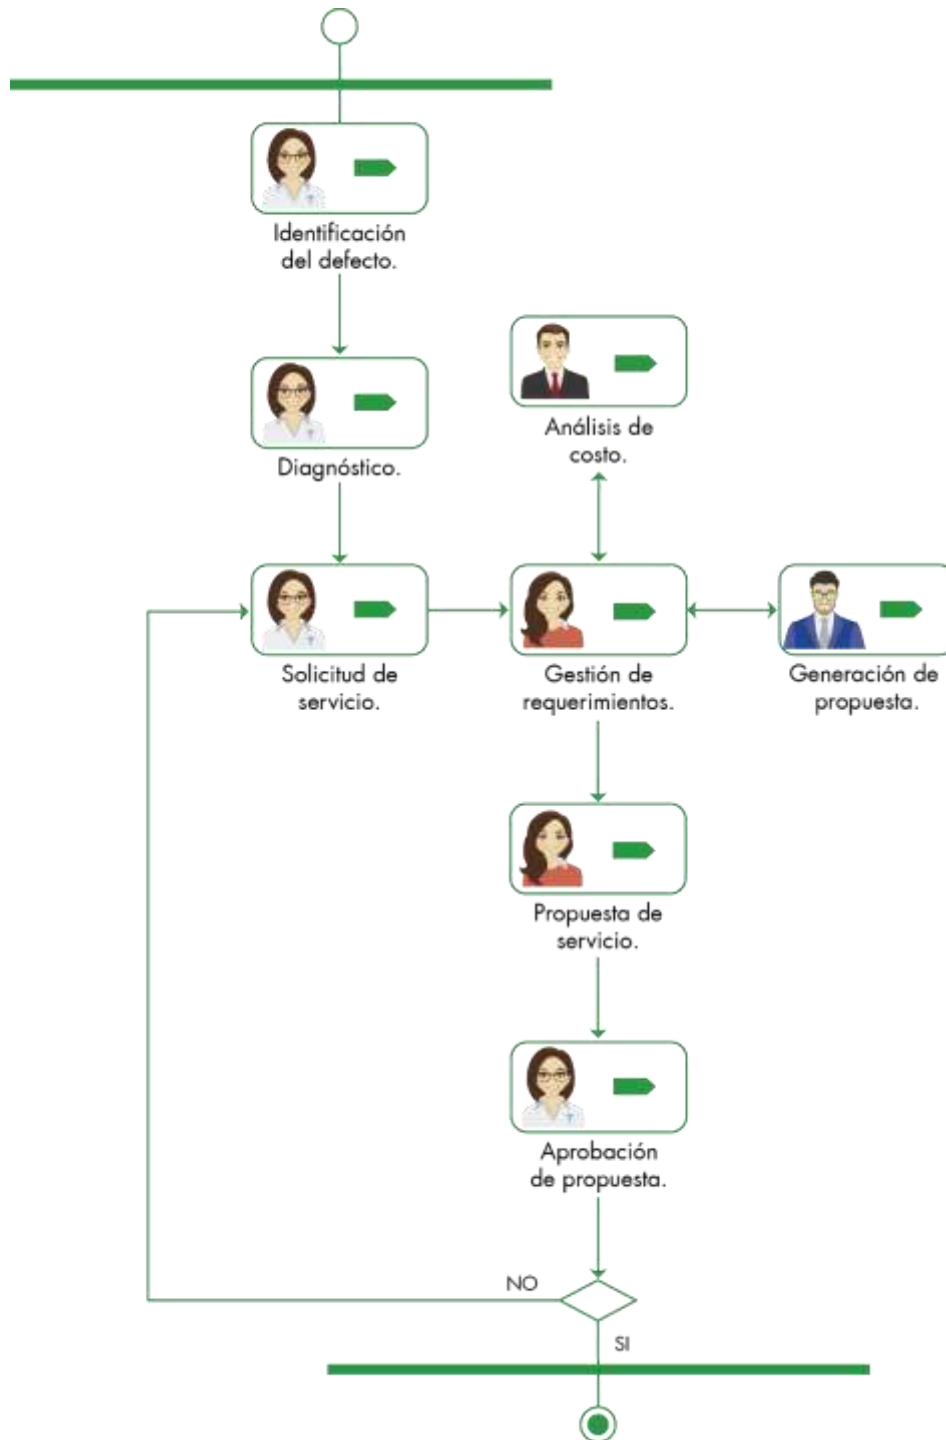 Identificación
del defecto.
Diagnóstico.
Análisis de
costo.
Solicitud de
servicio.
Gestión de
requerimientos.
Generación de
propuesta.
Propuesta de
servicio.
Aprobación
de propuesta.
NO
SI